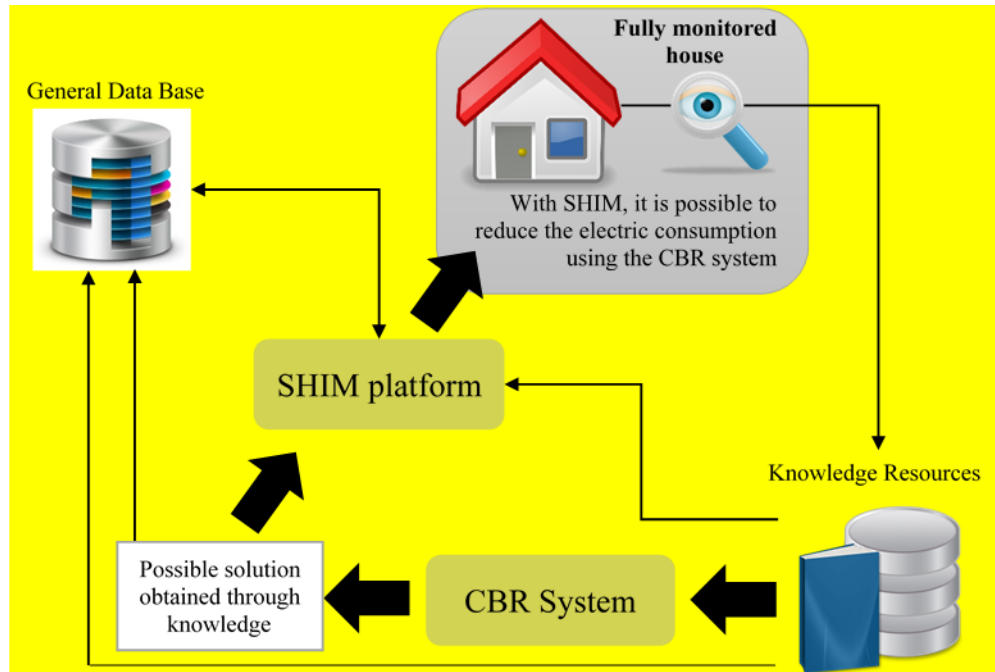 Fully monitored
house
General Data Base
With SHIM, it is possible to
reduce the electric consumption
using the CBR system
SHIM platform
Knowledge Resources
Possible solution
obtained through
knowledge
CBR System